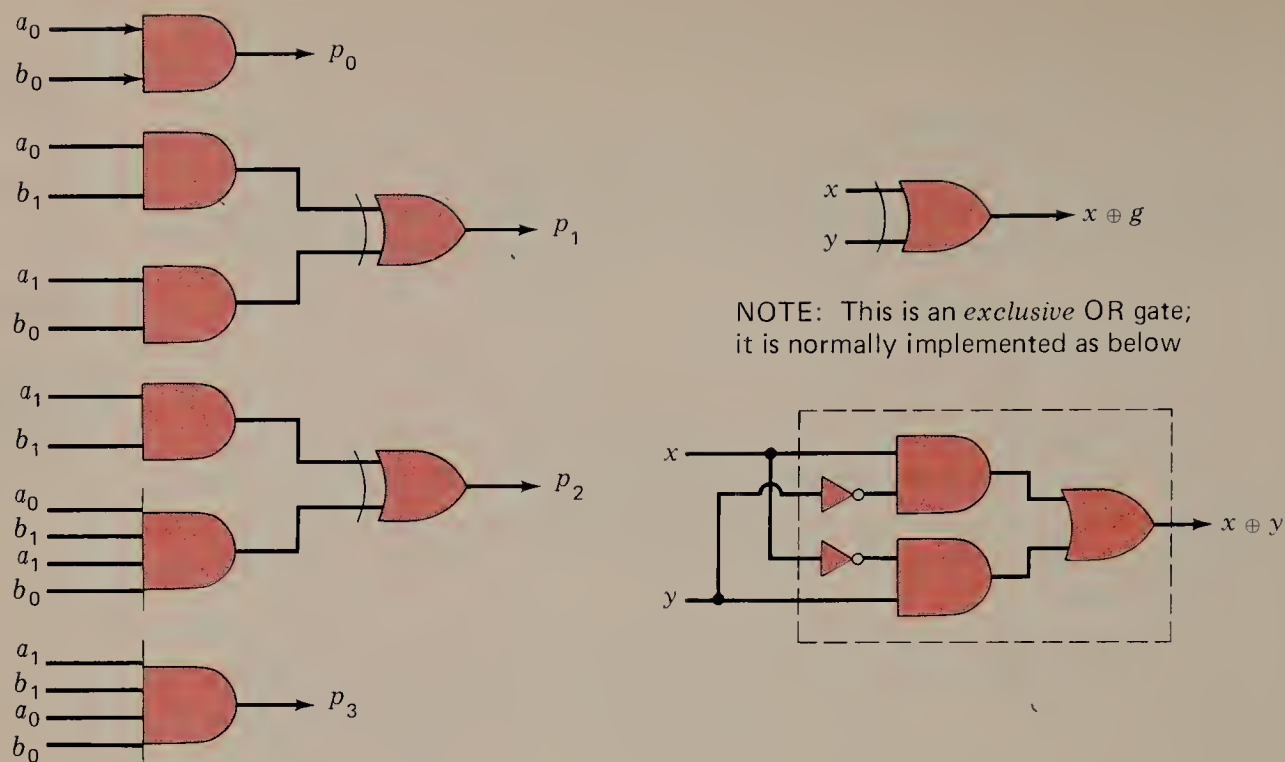 a₀
b₀
p₀
a₀
b₁
a₁
b₀
p₁
a₁
b₁
a₀
b₁
a₁
b₀
p₂
a₁
b₁
a₀
b₀
p₃
x
y
x ⊕ g
NOTE: This is an exclusive OR gate;
it is normally implemented as below
x
y
x ⊕ y